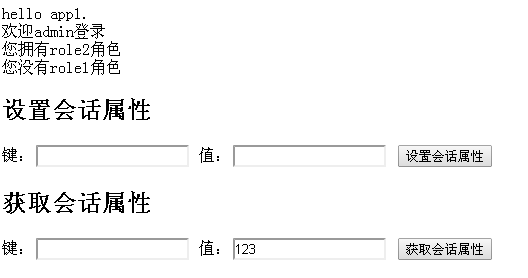 hello app1.
欢迎admin登录
您拥有role2角色
您没有role1角色
设置会话属性
键： 值： 设置会话属性
获取会话属性
键： 值：123 获取会话属性